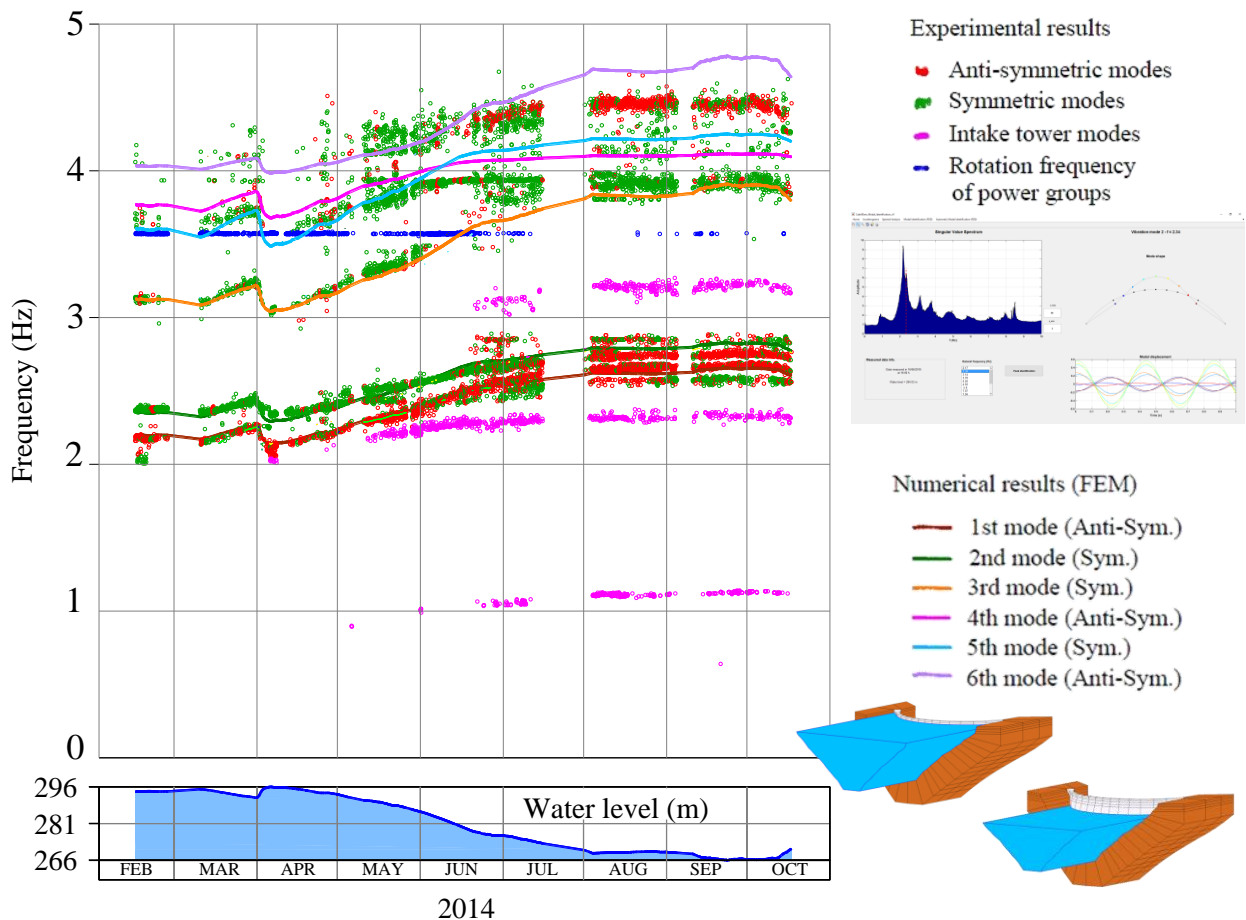 5
4
3
2
1
0
Frequency (Hz)
Experimental results
Anti-symmetric modes
Symmetric modes
Intake tower modes
Rotation frequency
of power groups
Singular Value Spectrum
Mode shape
Numerical results (FEM)
1st mode (Anti-Sym.)
2nd mode (Sym.)
3rd mode (Sym.)
4th mode (Anti-Sym.)
5th mode (Sym.)
6th mode (Anti-Sym.)
296
281
266
Water level (m)
FEB MAR APR MAY JUN JUL AUG SEP OCT
2014